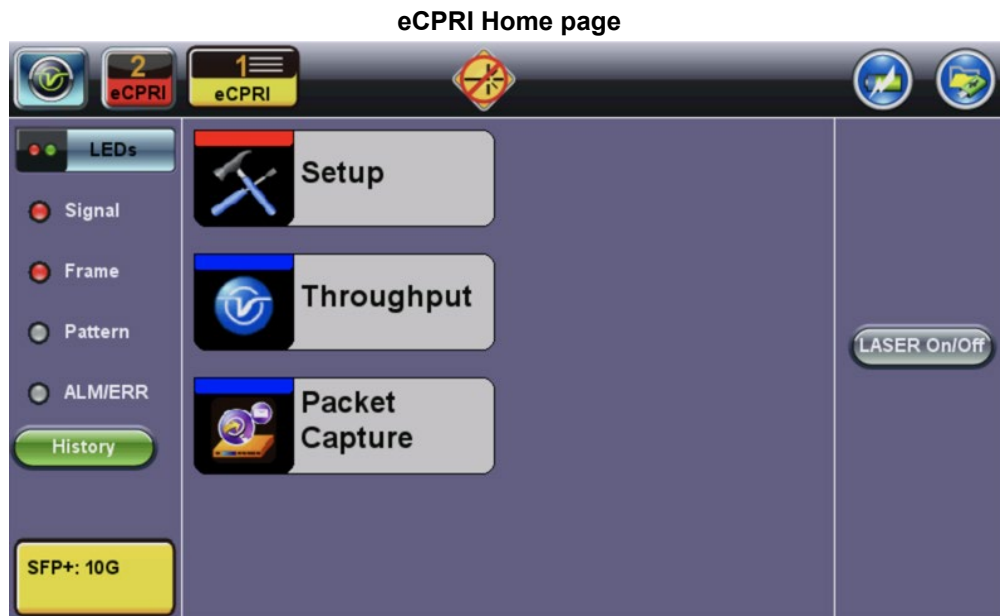 eCPRI Home page
2
eCPRI
1
eCPRI
LEDs
Signal
Frame
Pattern
ALM/ERR
History
SFP+: 10G
Setup
Throughput
Packet
Capture
LASER On/Off